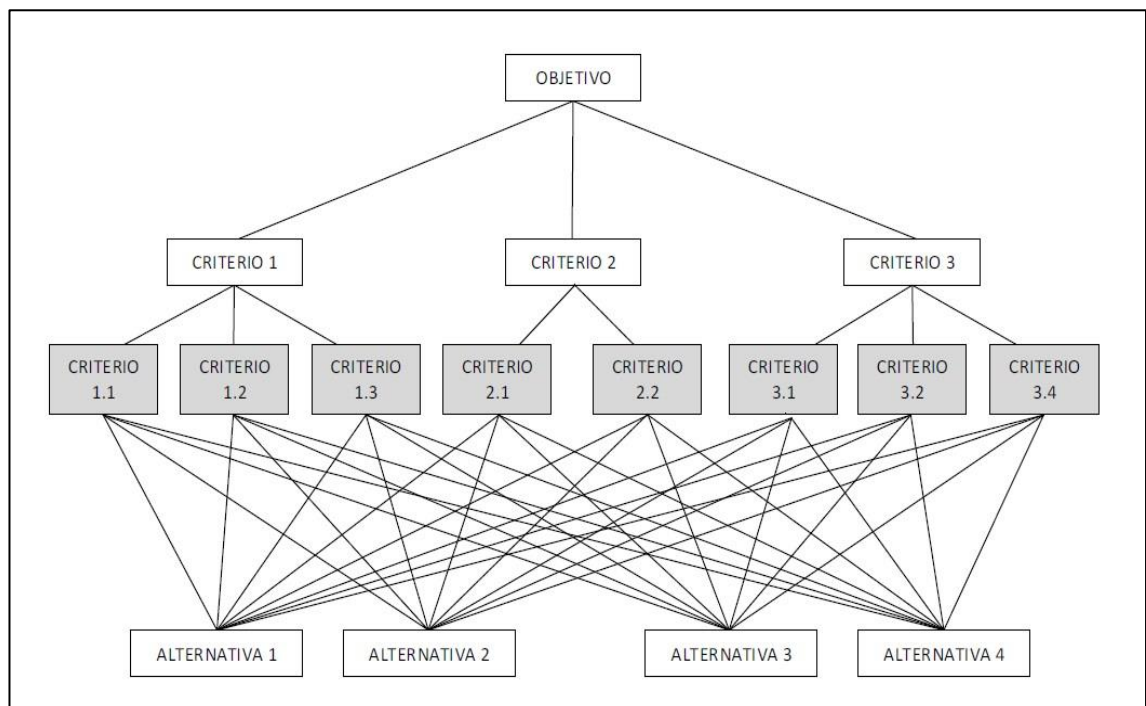 OBJETIVO
CRITERIO 1
CRITERIO 2
CRITERIO 3
CRITERIO
1.1
CRITERIO
1.2
CRITERIO
1.3
CRITERIO
2.1
CRITERIO
2.2
CRITERIO
3.1
CRITERIO
3.2
CRITERIO
3.4
ALTERNATIVA 1
ALTERNATIVA 2
ALTERNATIVA 3
ALTERNATIVA 4